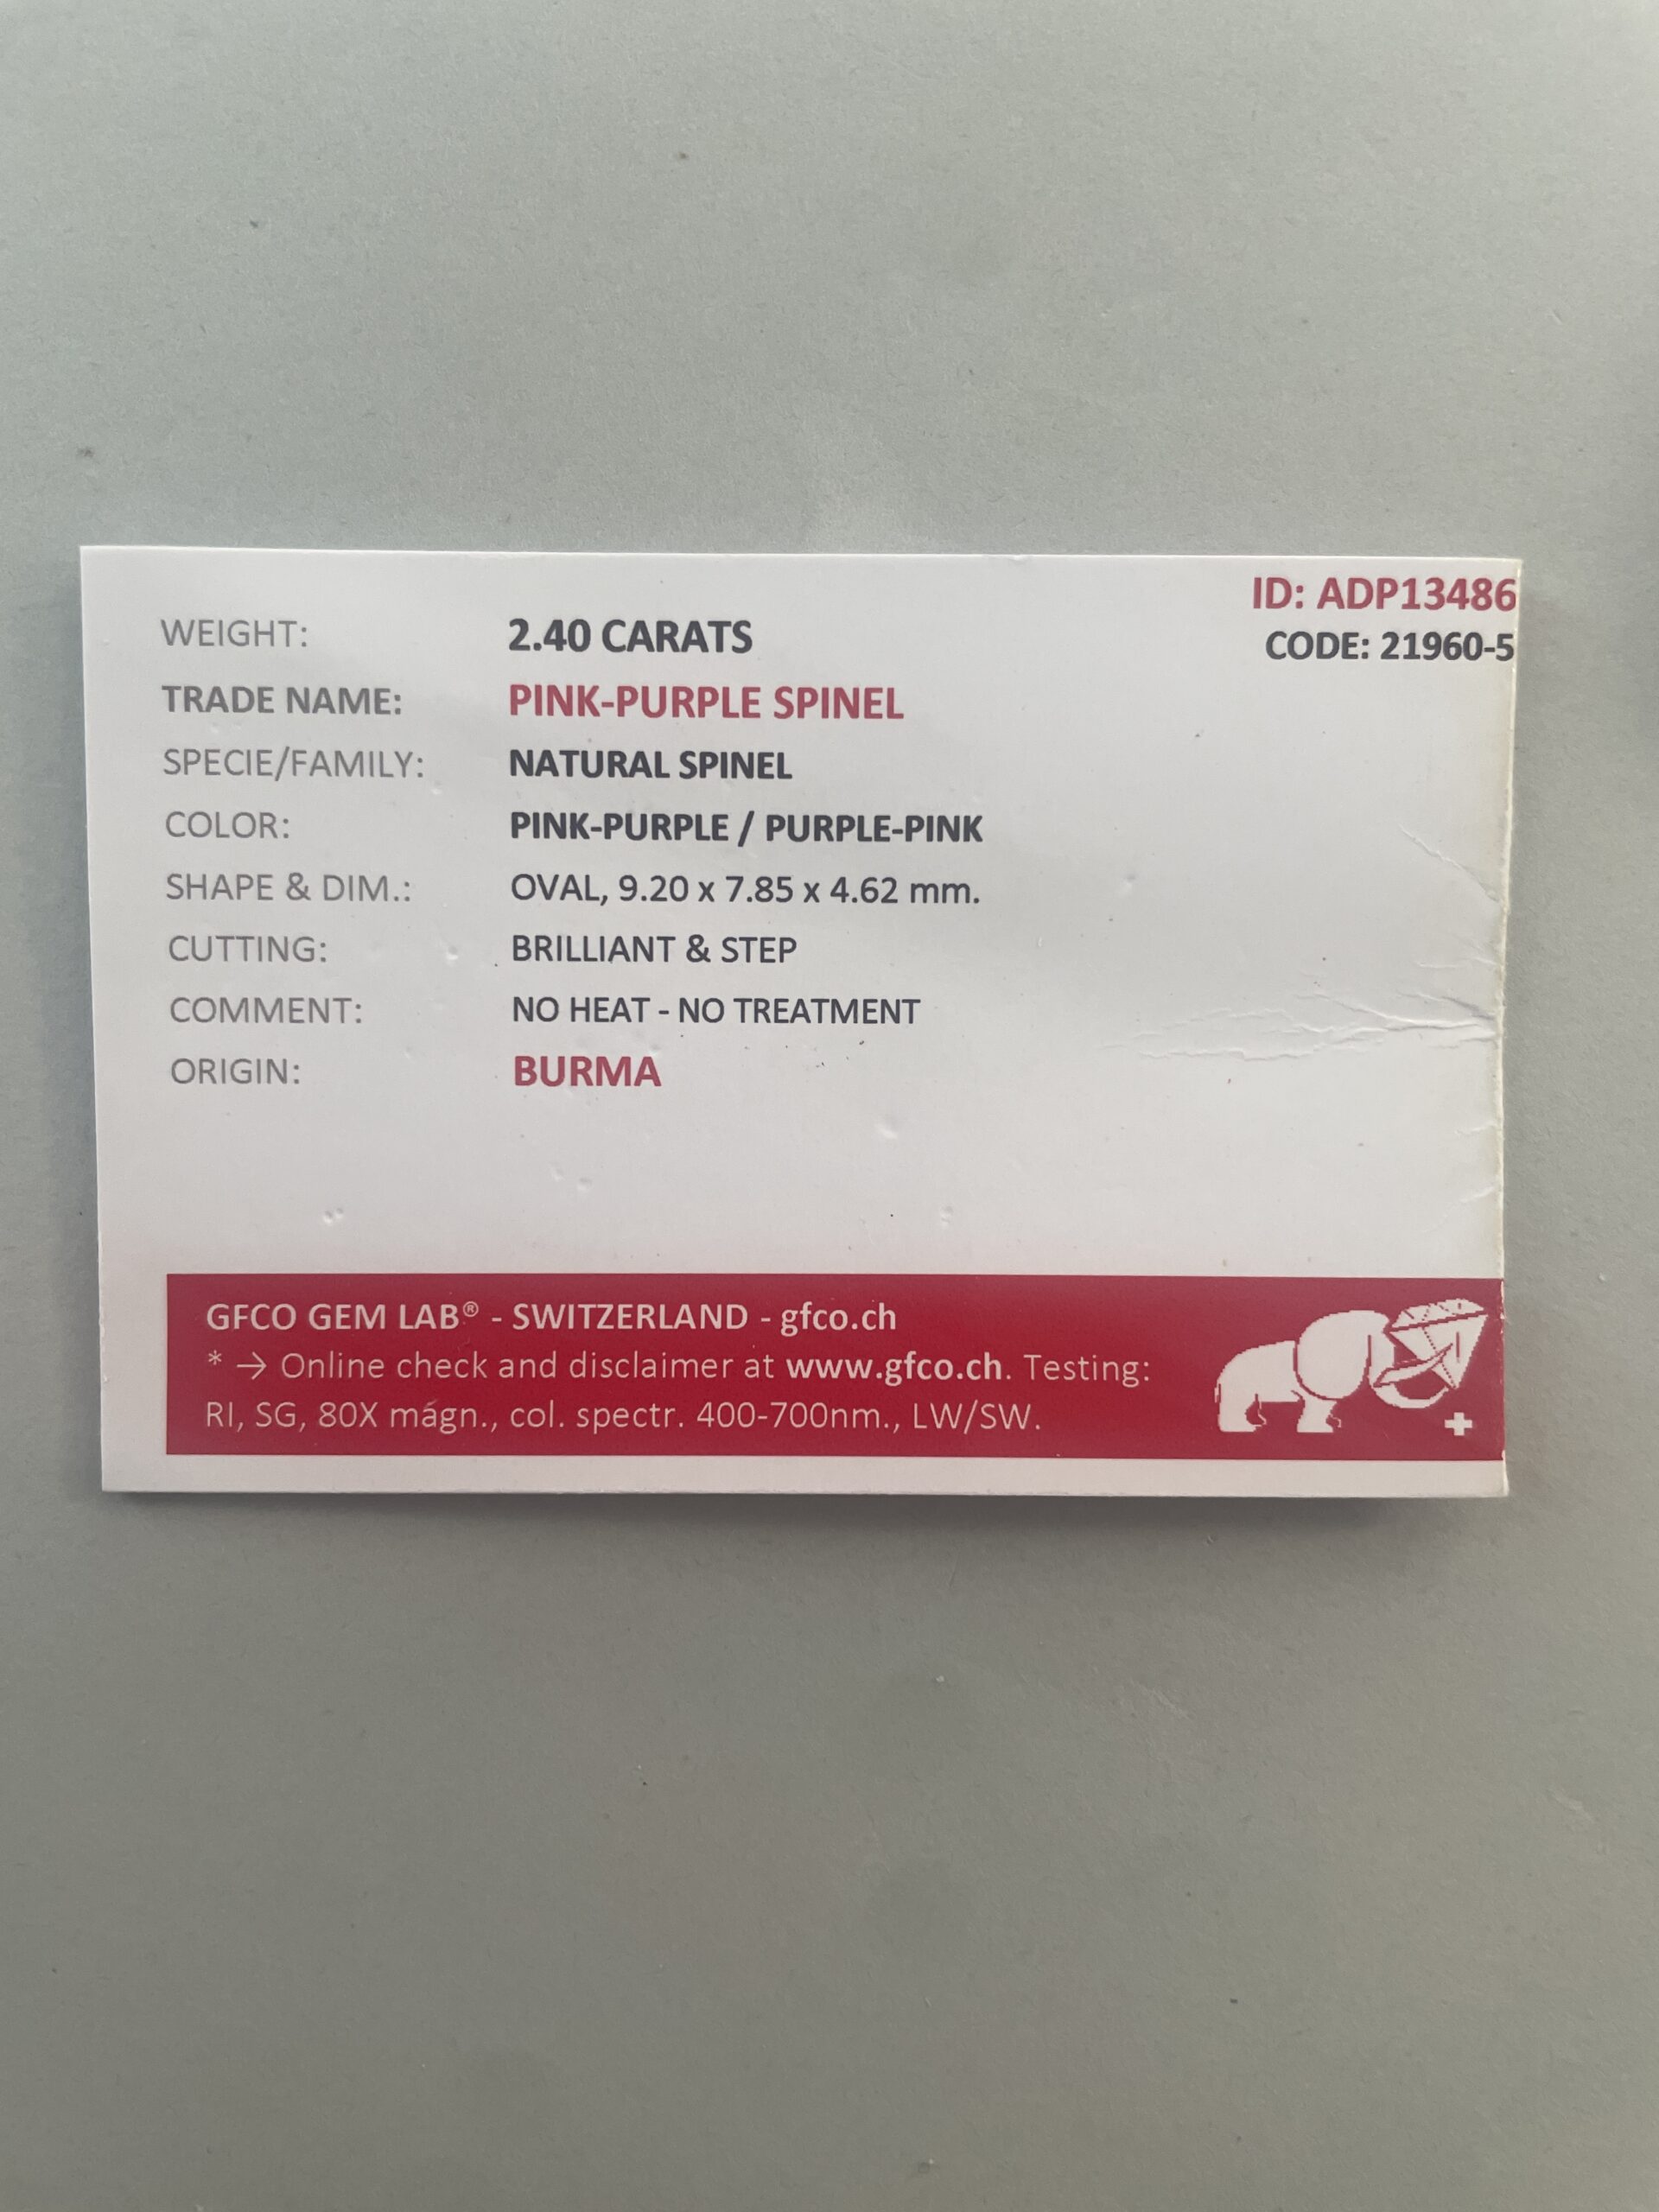 ID: ADP13486
CODE: 21960-5
WEIGHT: 2.40 CARATS
TRADE NAME: PINK-PURPLE SPINEL
SPECIE/FAMILY: NATURAL SPINEL
COLOR: PINK-PURPLE / PURPLE-PINK
SHAPE & DIM.: OVAL, 9.20 x 7.85 x 4.62 mm.
CUTTING: BRILLIANT & STEP
COMMENT: NO HEAT - NO TREATMENT
ORIGIN: BURMA
GFCO GEM LAB® - SWITZERLAND - gfco.ch
* → Online check and disclaimer at www.gfco.ch. Testing:
RI, SG, 80X mágn., col. spectr. 400-700nm., LW/SW.